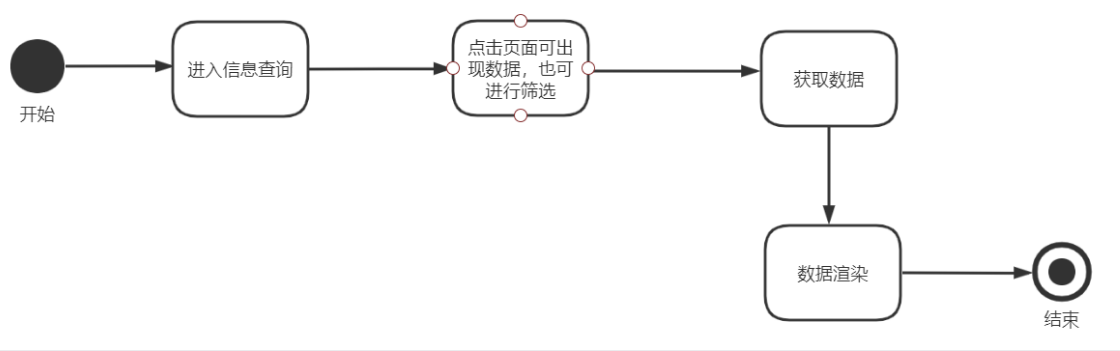 开始
进入信息查询
点击页面可出
现数据，也可
进行筛选
获取数据
数据渲染
结束